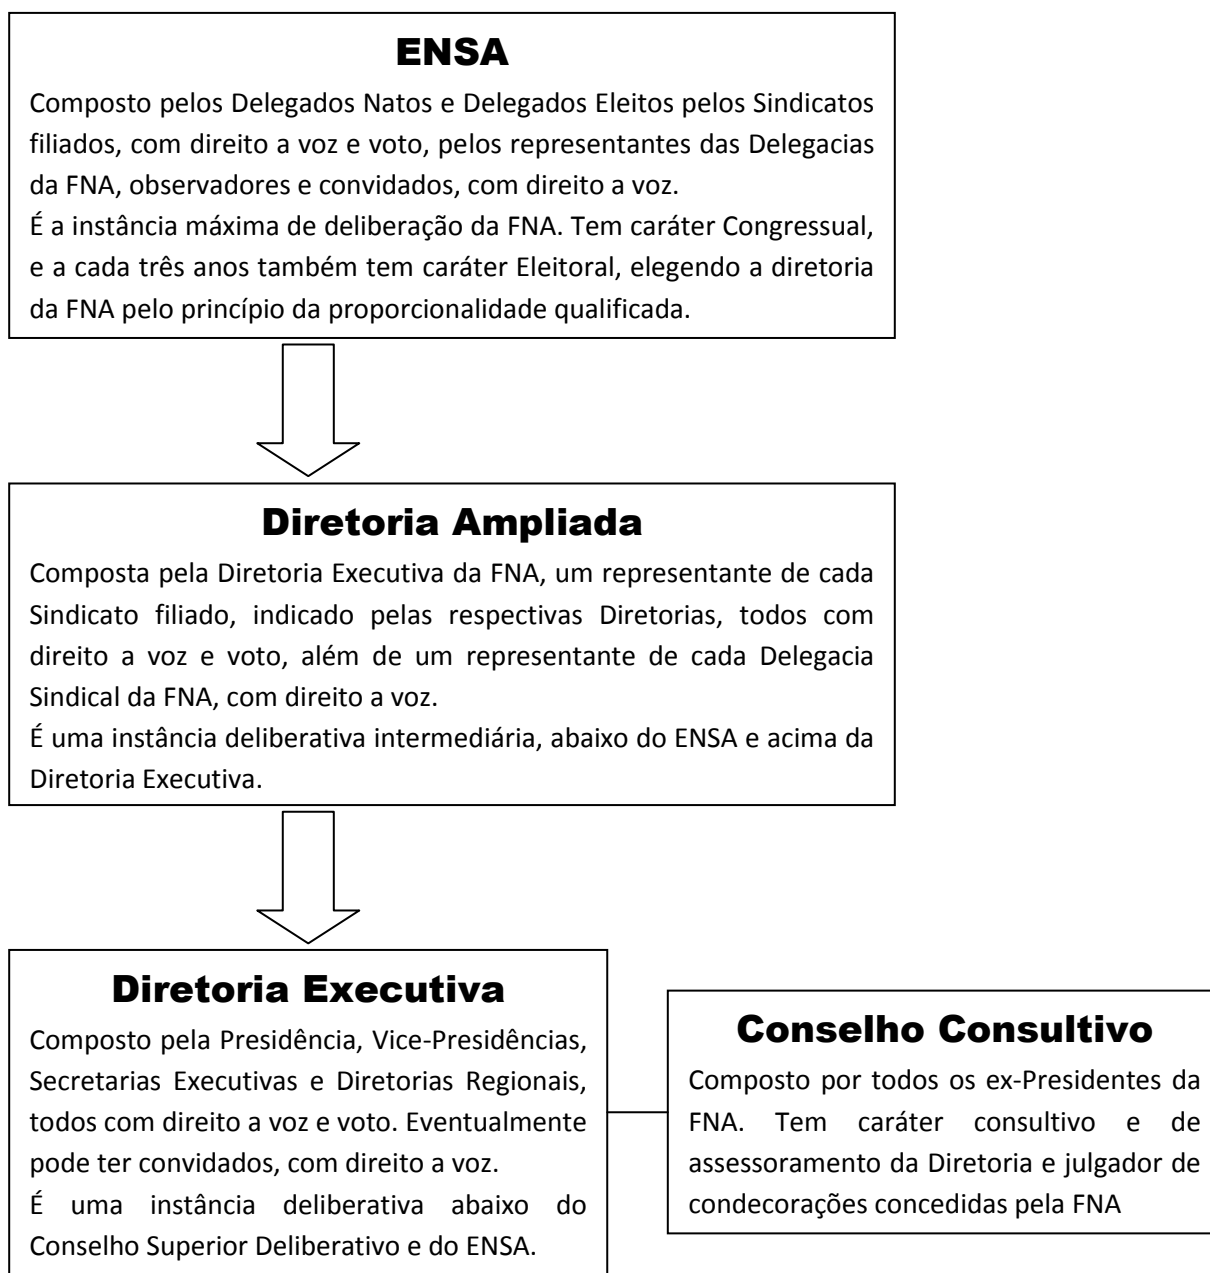 ENSA
Composto pelos Delegados Natos e Delegados Eleitos pelos Sindicatos
filiados, com direito a voz e voto, pelos representantes das Delegacias
da FNA, observadores e convidados, com direito a voz.
É a instância máxima de deliberação da FNA. Tem caráter Congressual,
e a cada três anos também tem caráter Eleitoral, elegendo a diretoria
da FNA pelo princípio da proporcionalidade qualificada.
Diretoria Ampliada
Composta pela Diretoria Executiva da FNA, um representante de cada
Sindicato filiado, indicado pelas respectivas Diretorias, todos com
direito a voz e voto, além de um representante de cada Delegacia
Sindical da FNA, com direito a voz.
É uma instância deliberativa intermediária, abaixo do ENSA e acima da
Diretoria Executiva.
Diretoria Executiva
Composto pela Presidência, Vice-Presidências,
Secretarias Executivas e Diretorias Regionais,
todos com direito a voz e voto. Eventualmente
pode ter convidados, com direito a voz.
É uma instância deliberativa abaixo do
Conselho Superior Deliberativo e do ENSA.
Conselho Consultivo
Composto por todos os ex-Presidentes da
FNA. Tem caráter consultivo e de
assessoramento da Diretoria e julgador de
condecorações concedidas pela FNA